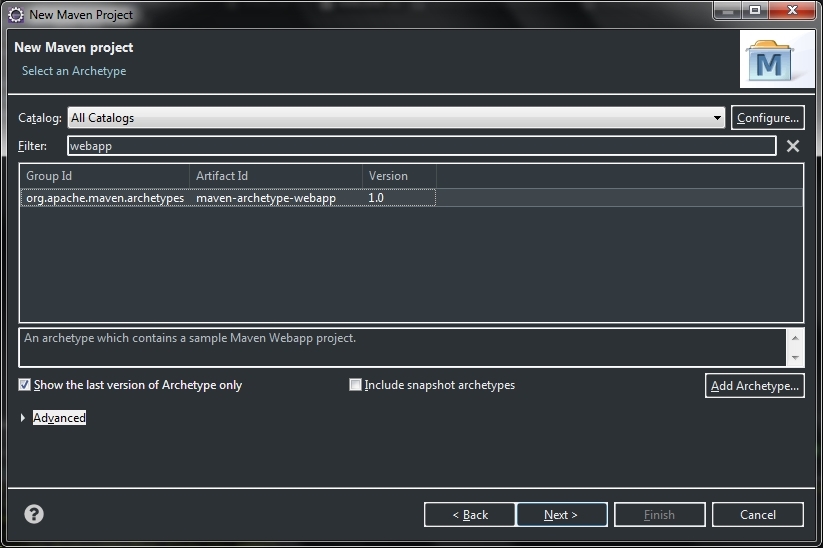 New Maven Project
New Maven project
Select an Archetype
M
Catalog: All Catalogs Configure...
Filter: webapp
Group Id Artifact Id Version
org.apache.maven.archetypes maven-archetype-webapp 1.0
An archetype which contains a sample Maven Webapp project.
Show the last version of Archetype only Include snapshot archetypes Add Archetype...
Advanced
? < Back Next > Finish Cancel